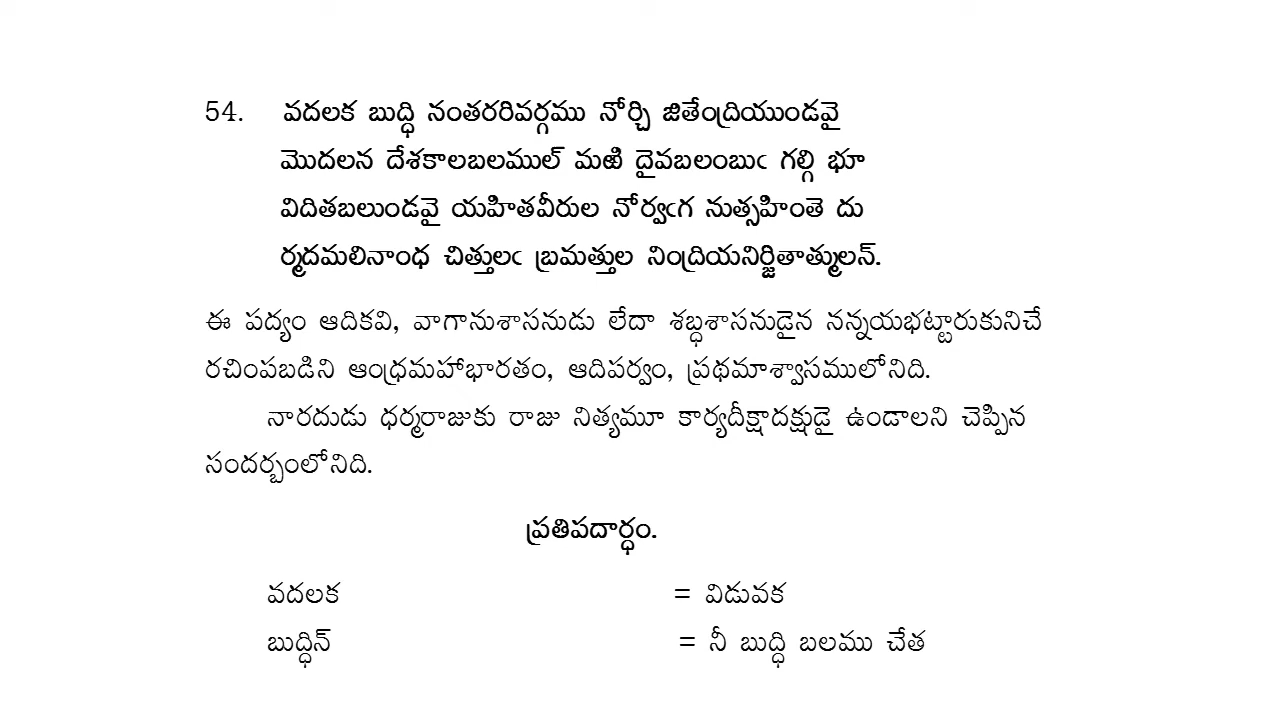 54. వదలక బుద్ధి నంతరరివర్గము నోర్చి జితేంద్రియుండవై
మొదలన దేశకాలబలముల్ మఱి దైవబలంబుఁ గల్గి భూ
విదితబలుండవై యహితవీరుల నోర్వఁగ నుత్సహింతె దు
ర్మదమలినాంధ చిత్తులఁ బ్రమత్తుల నింద్రియనిర్జితాత్ములన్.
ఈ పద్యం ఆదికవి, వాగానుశాసనుడు లేదా శబ్ధశాసనుడైన నన్నయభట్టారుకునిచే
రచింపబడిని ఆంధ్రమహాభారతం, ఆదిపర్వం, ప్రథమాశ్వాసములోనిది.
నారదుడు ధర్మరాజుకు రాజు నిత్యమూ కార్యదీక్షాదక్షుడై ఉండాలని చెప్పిన
సందర్భంలోనిది.
ప్రతిపదార్థం.
వదలక = విడువక
బుద్ధిన్ = నీ బుద్ధి బలము చేత